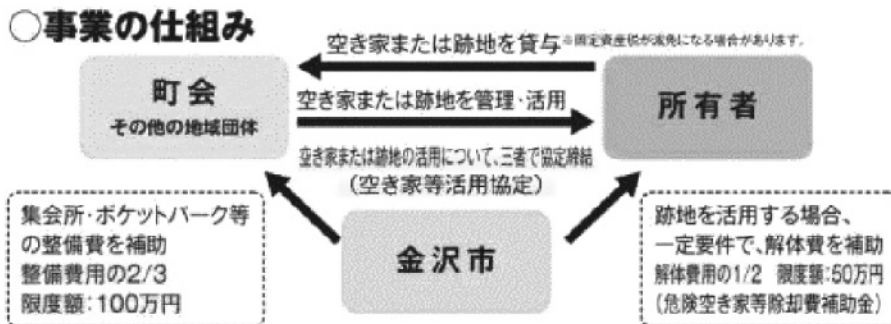 ○事業の仕組み
空き家または跡地を貸与※固定資産税が減免になる場合があります。
町会
その他の地域団体
空き家または跡地を管理・活用
所有者
空き家または跡地の活用について、三者で協定締結
(空き家等活用協定)
集会所・ポケットパーク等
の整備費を補助
整備費用の2/3
限度額:100万円
金沢市
跡地を活用する場合、
一定要件で、解体費を補助
解体費用の1/2 限度額:50万円
(危険空き家等除却費補助金)